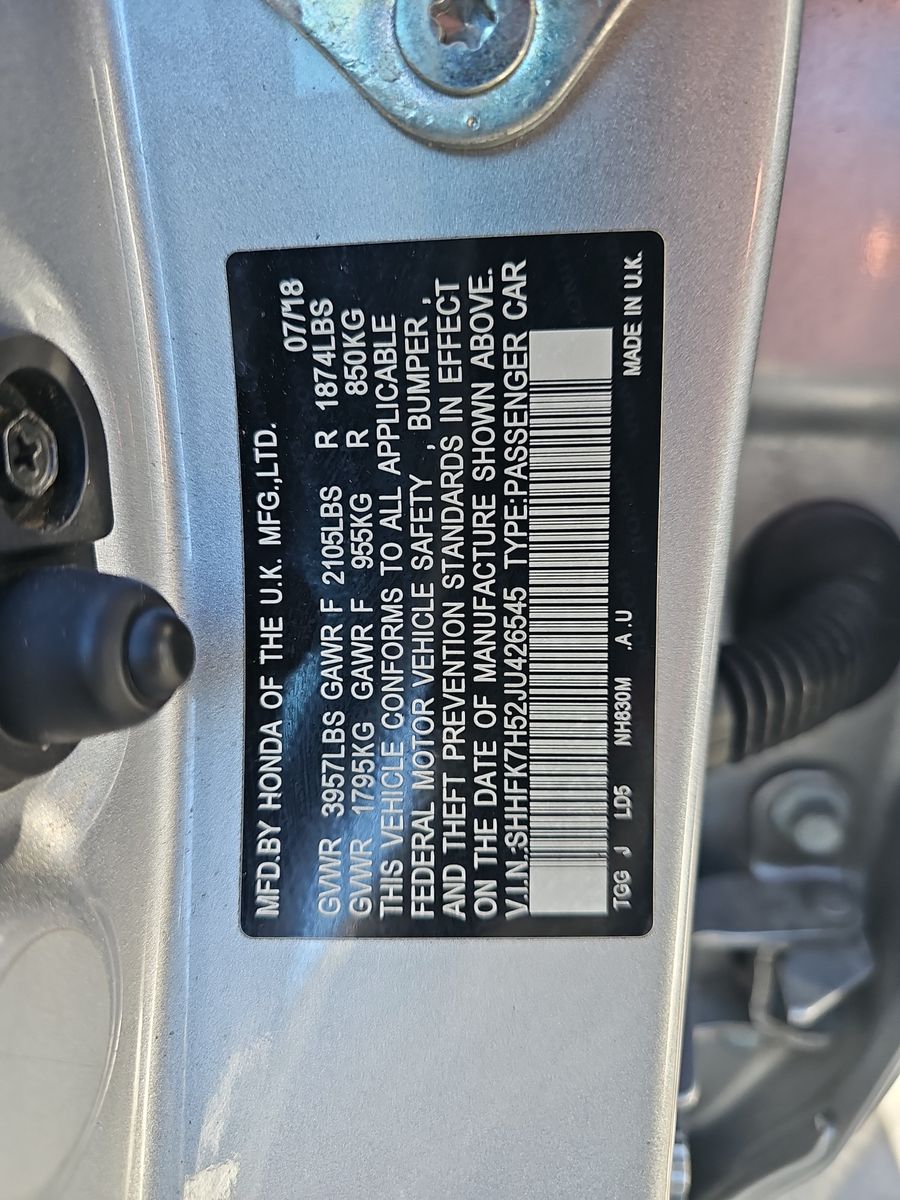 MFD.BY HONDA OF THE U.K. MFG.,LTD. 07/18
GVWR 3957LBS GAWR F 2105LBS R 1874LBS
GVWR 1795KG GAWR F 955KG R 850KG
THIS VEHICLE CONFORMS TO ALL APPLICABLE
FEDERAL MOTOR VEHICLE SAFETY , BUMPER ,
AND THEFT PREVENTION STANDARDS IN EFFECT
ON THE DATE OF MANUFACTURE SHOWN ABOVE.
V.I.N.:SHHFK7H52JU426545 TYPE:PASSENGER CAR
TGG J LD5 NH830M .A.U MADE IN U.K.